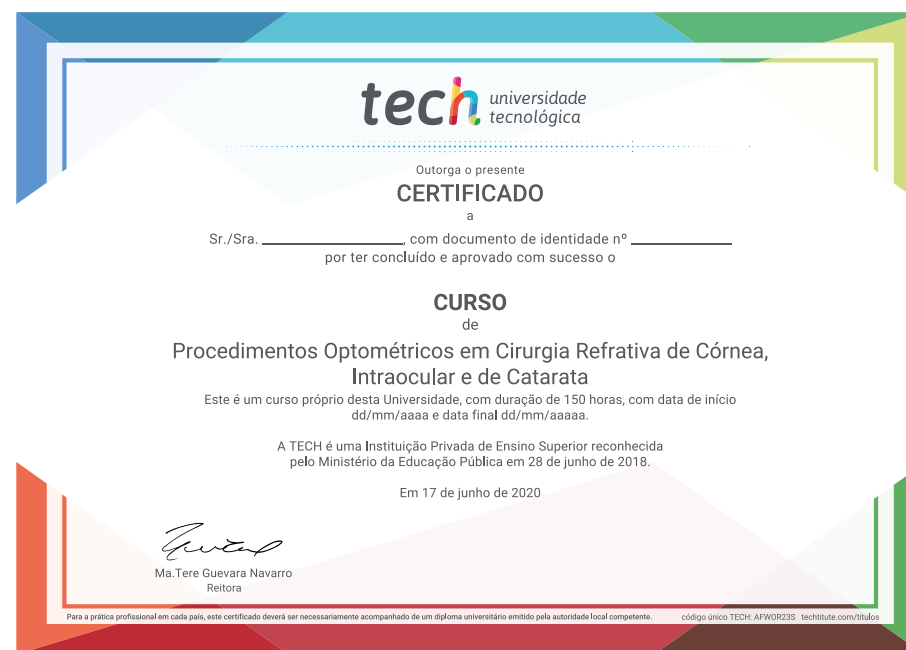 tech universidade
tecnológica
Outorga o presente
CERTIFICADO
a
Sr./Sra. ____________, com documento de identidade nº ____________
por ter concluído e aprovado com sucesso o
CURSO
de
Procedimentos Optométricos em Cirurgia Refrativa de Córnea,
Intraocular e de Catarata
Este é um curso próprio desta Universidade, com duração de 150 horas, com data de início
dd/mm/aaaa e data final dd/mm/aaaaa.
A TECH é uma Instituição Privada de Ensino Superior reconhecida
pelo Ministério da Educação Pública em 28 de junho de 2018.
Em 17 de junho de 2020
Ma.Tere Guevara Navarro
Reitora
Para a prática profissional em cada país, este certificado deverá ser necessariamente acompanhado de um diploma universitário emitido pela autoridade local competente. código único TECH: AFWOR23S techtitute.com/titulos